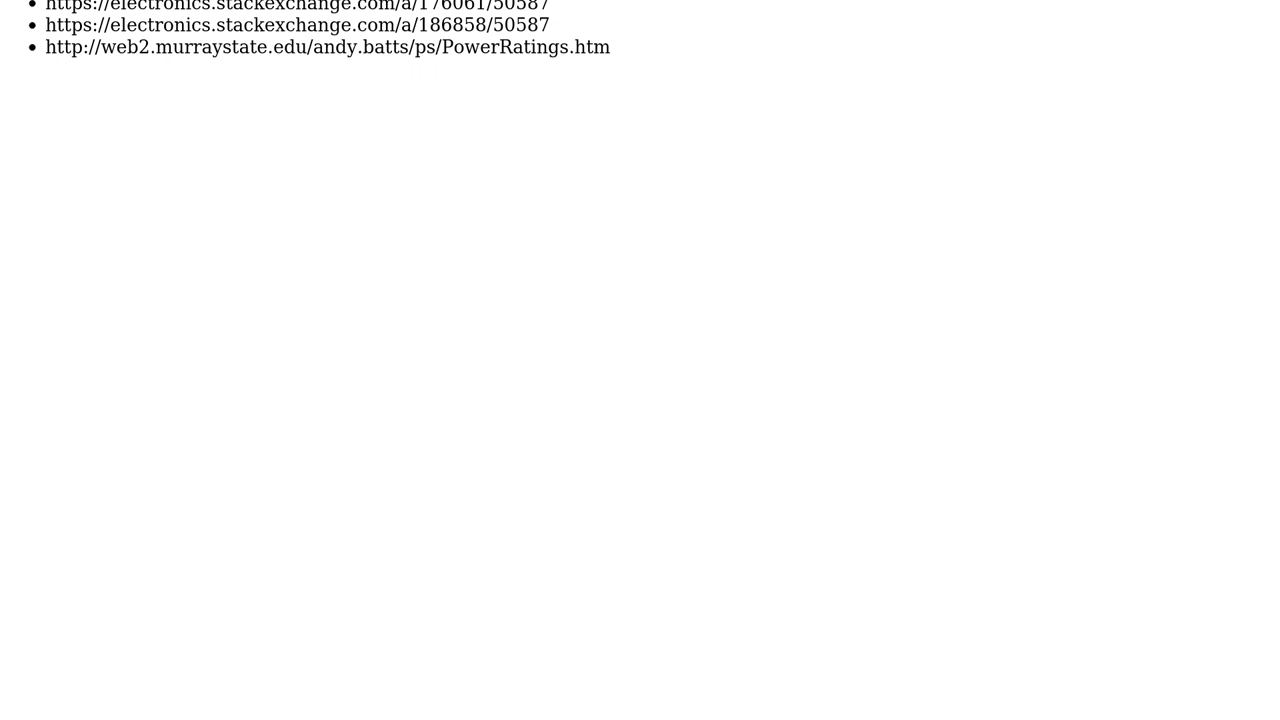 https://electronics.stackexchange.com/a/176061/50587
https://electronics.stackexchange.com/a/186858/50587
http://web2.murraystate.edu/andy.batts/ps/PowerRatings.htm